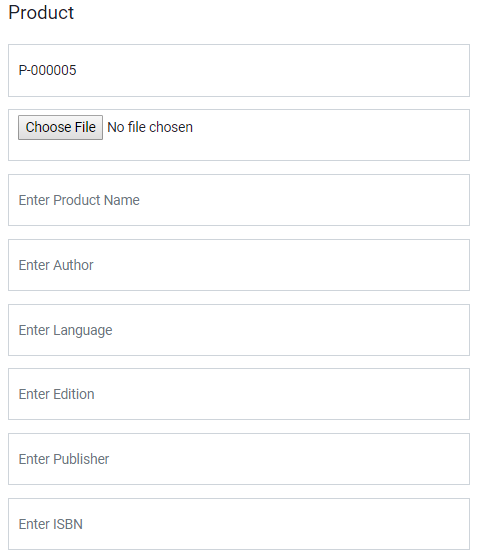 Product
P-000005
Choose File No file chosen
Enter Product Name
Enter Author
Enter Language
Enter Edition
Enter Publisher
Enter ISBN